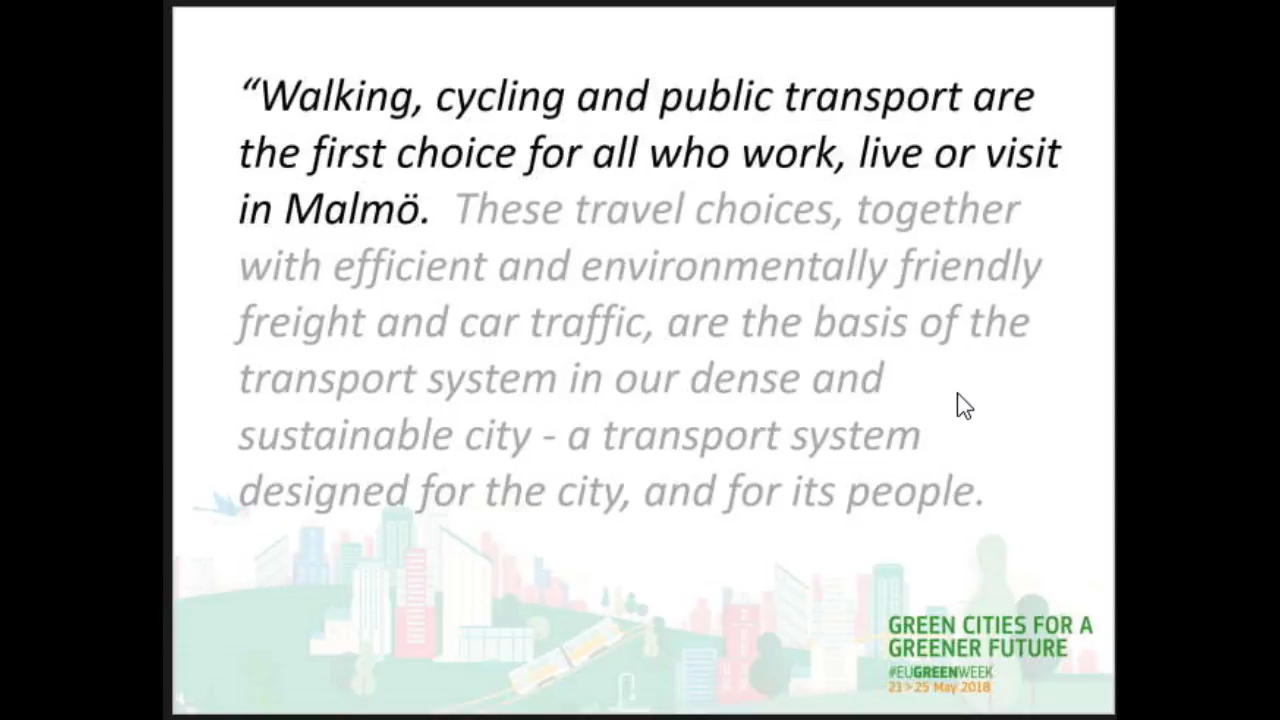 “Walking, cycling and public transport are
the first choice for all who work, live or visit
in Malmö. These travel choices, together
with efficient and environmentally friendly
freight and car traffic, are the basis of the
transport system in our dense and
sustainable city - a transport system
designed for the city, and for its people.
GREEN CITIES FOR A
GREENER FUTURE
#EUGREENWEEK
21>25 May 2018